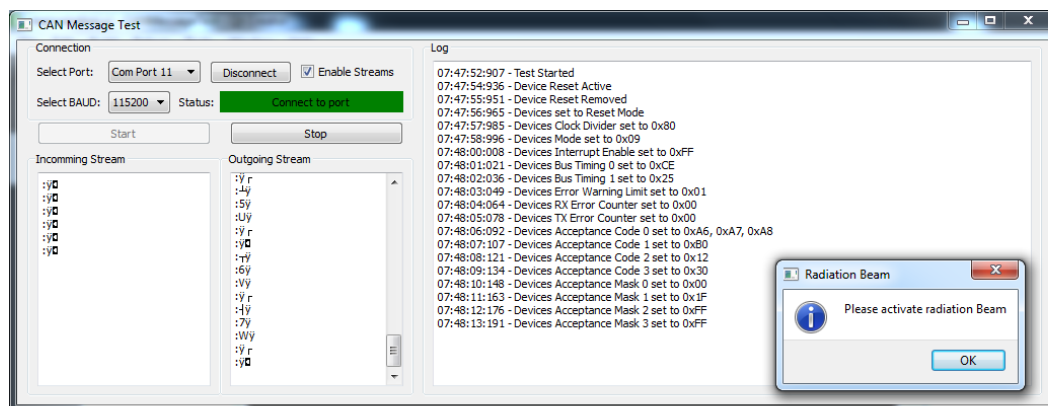 CAN Message Test
Connection
Select Port: Com Port 11 Disconnect Enable Streams
Select BAUD: 115200 Status: Connect to port
Start Stop
Incomming Stream
:ÿ◘
:ÿ◘
:ÿ◘
:ÿ◘
:ÿ◘
:ÿ◘
Outgoing Stream
:ÿ┌
:┴ÿ
:5ÿ
:Uÿ
:ÿ┌
:ÿ◘
:┬ÿ
:6ÿ
:Vÿ
:ÿ┌
:┤ÿ
:7ÿ
:Wÿ
:ÿ┌
:ÿ◘
Log
07:47:52:907 - Test Started
07:47:54:936 - Device Reset Active
07:47:55:951 - Device Reset Removed
07:47:56:965 - Devices set to Reset Mode
07:47:57:985 - Devices Clock Divider set to 0x80
07:47:58:996 - Devices Mode set to 0x09
07:48:00:008 - Devices Interrupt Enable set to 0xFF
07:48:01:021 - Devices Bus Timing 0 set to 0xCE
07:48:02:036 - Devices Bus Timing 1 set to 0x25
07:48:03:049 - Devices Error Warning Limit set to 0x01
07:48:04:064 - Devices RX Error Counter set to 0x00
07:48:05:078 - Devices TX Error Counter set to 0x00
07:48:06:092 - Devices Acceptance Code 0 set to 0xA6, 0xA7, 0xA8
07:48:07:107 - Devices Acceptance Code 1 set to 0xB0
07:48:08:121 - Devices Acceptance Code 2 set to 0x12
07:48:09:134 - Devices Acceptance Code 3 set to 0x30
07:48:10:148 - Devices Acceptance Mask 0 set to 0x00
07:48:11:163 - Devices Acceptance Mask 1 set to 0x1F
07:48:12:176 - Devices Acceptance Mask 2 set to 0xFF
07:48:13:191 - Devices Acceptance Mask 3 set to 0xFF
Radiation Beam
Please activate radiation Beam
OK